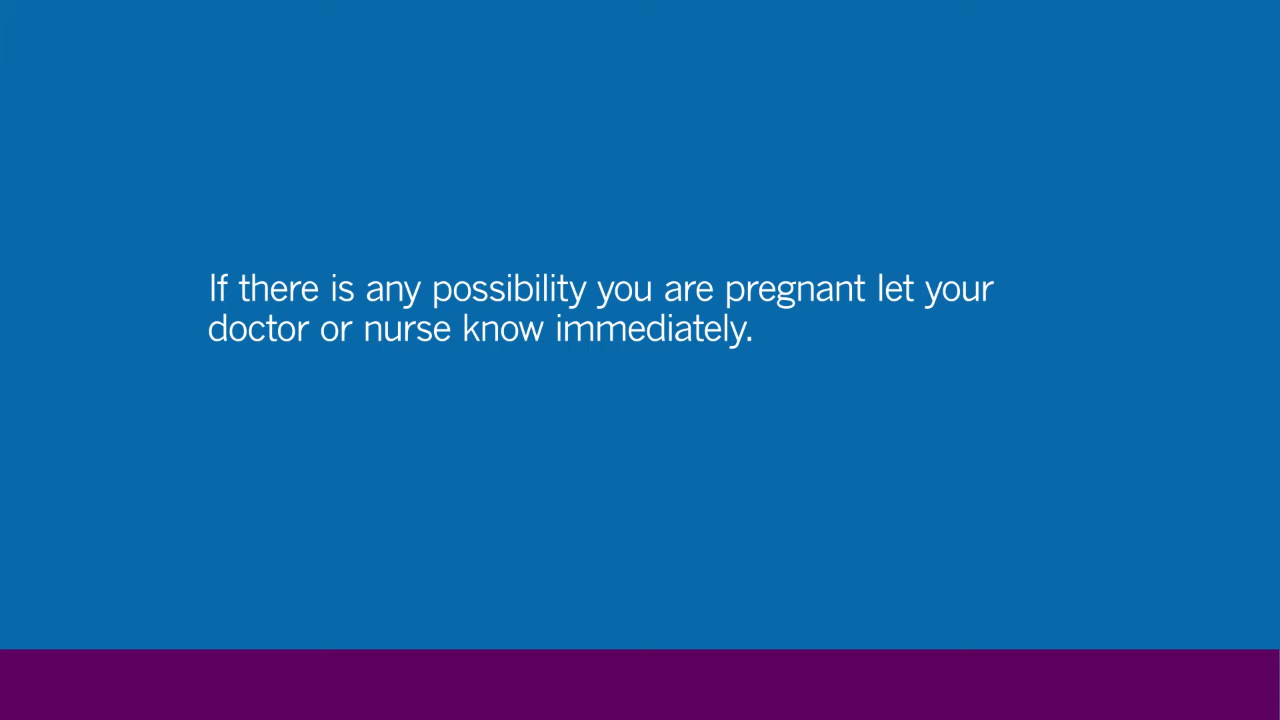 If there is any possibility you are pregnant let your
doctor or nurse know immediately.